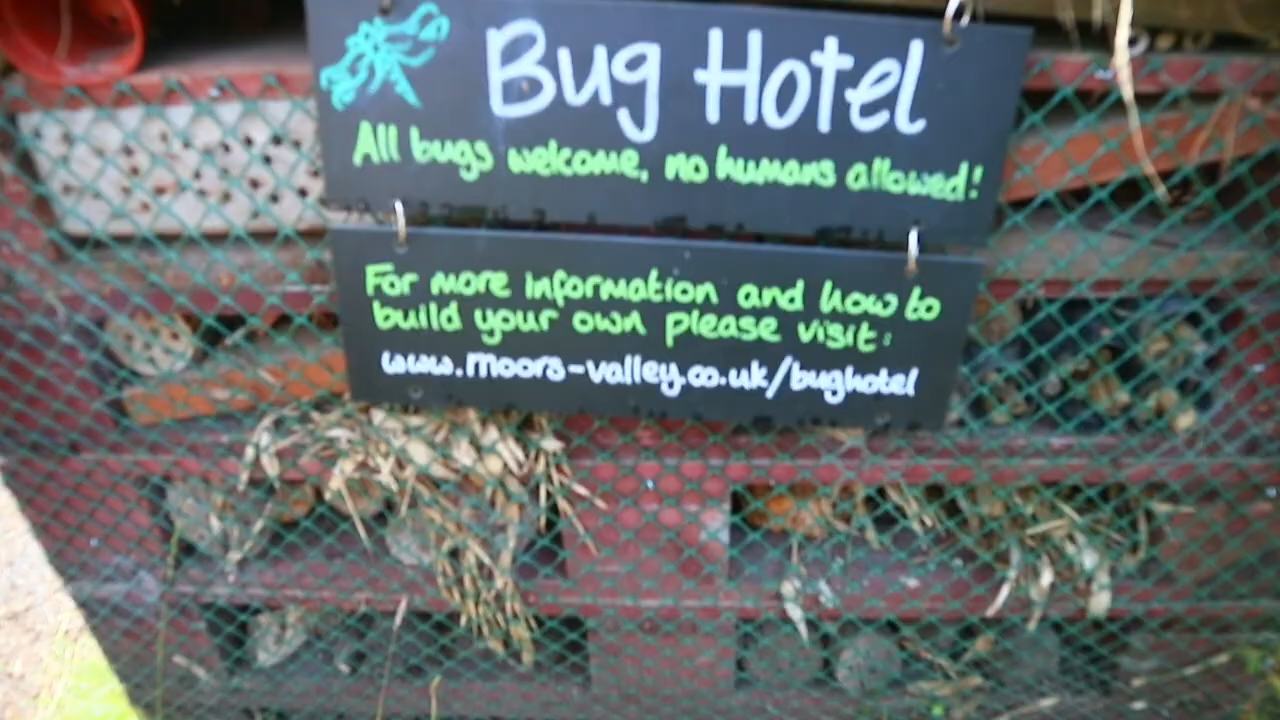 Bug Hotel
All bugs welcome, no humans allowed!
For more information and how to
build your own please visit:
www.moors-valley.co.uk/bughotel